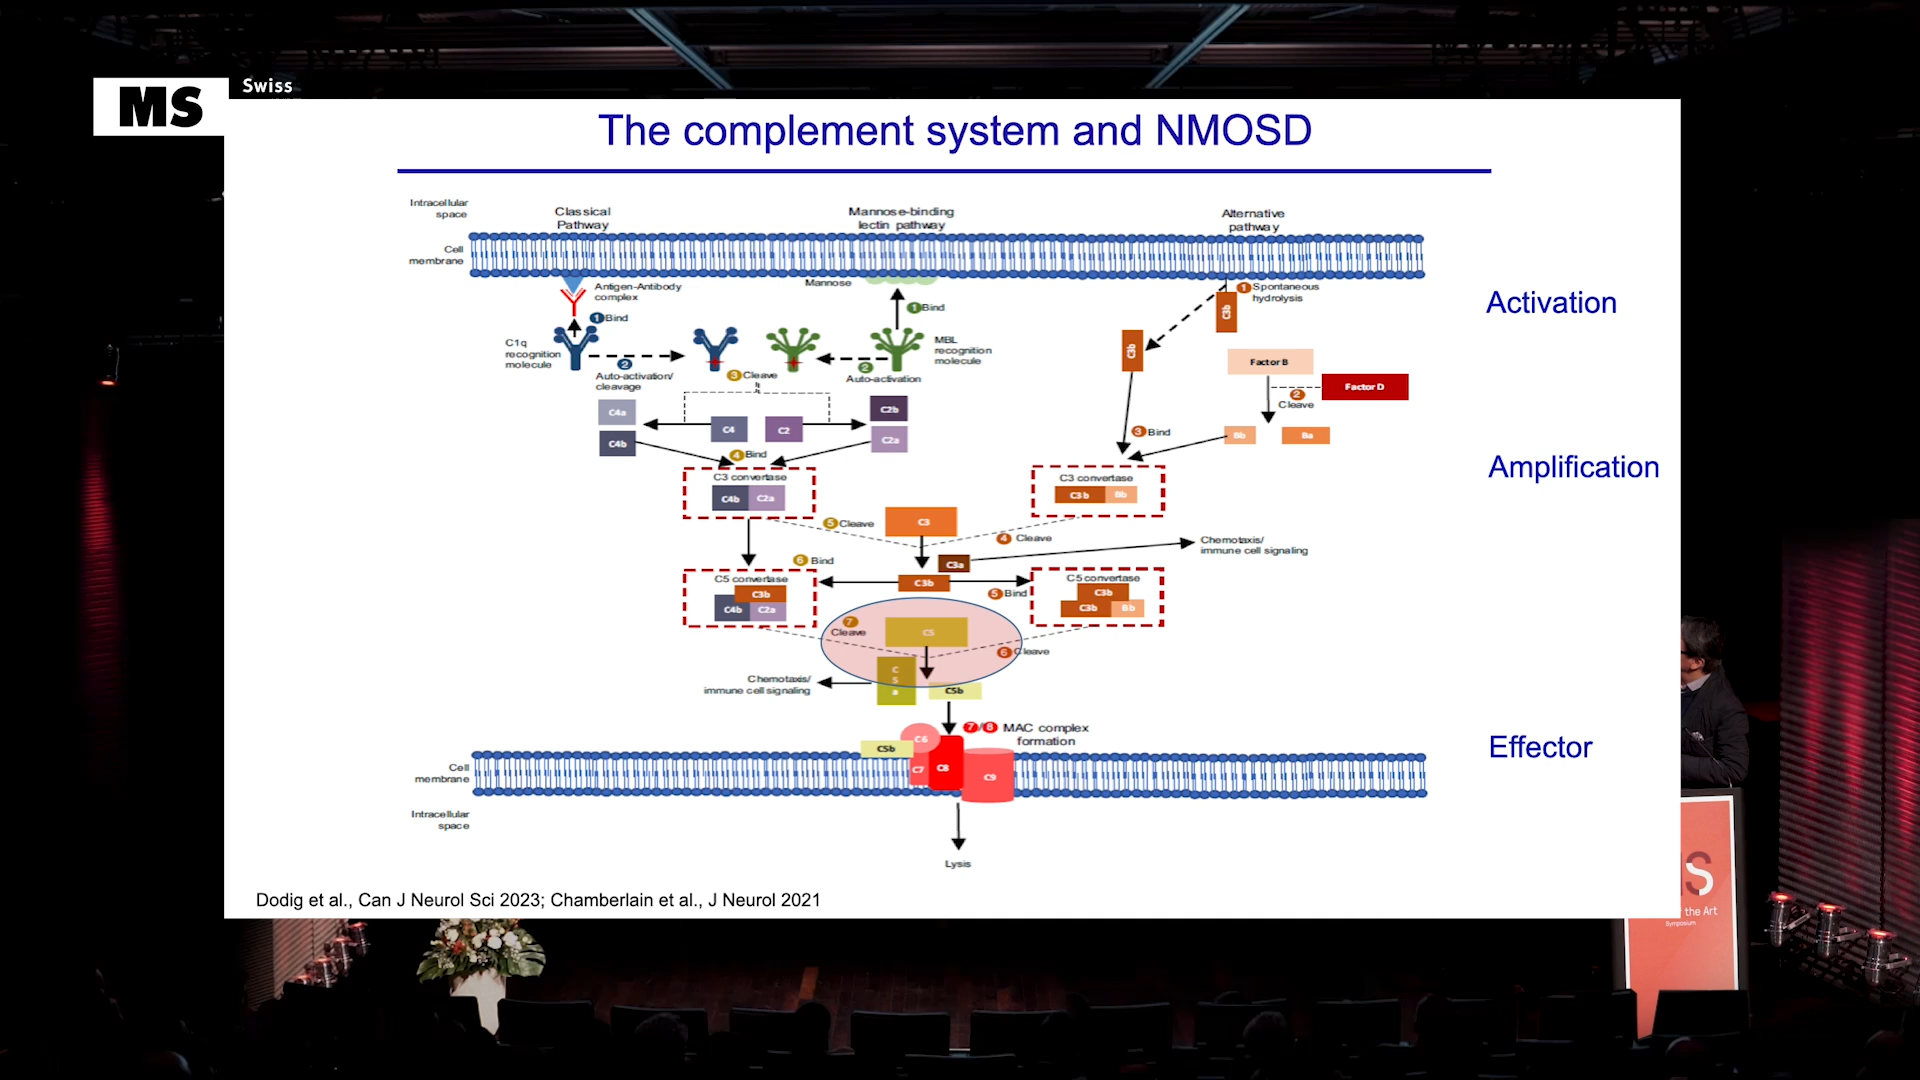 MS
Swiss
The complement system and NMOSD
Intracellular
space
Classical
Pathway
Mannose-binding
lectin pathway
Alternative
pathway
Cell
membrane
Antigen-Antibody
complex
Mannose
1 Spontaneous
hydrolysis
Activation
1 Bind
1 Bind
C3b
C1q
recognition
molecule
MBL
recognition
molecule
C3b
Factor B
2
Auto-activation/
cleavage
3 Cleave
2
Auto-activation
Factor D
2
Cleave
C4a
C4
C2
C2b
C4b
C2a
3 Bind
Bb
Ba
4 Bind
Amplification
C3 convertase
C4b C2a
C3 convertase
C3b Bb
5 Cleave
C3
4 Cleave
Chemotaxis/
immune cell signaling
6 Bind
C3a
C5 convertase
C3b
C4b C2a
C3b
5 Bind
C5 convertase
C3b
C3b Bb
7
Cleave
C5
6 Cleave
C
5
a
Chemotaxis/
immune cell signaling
C5b
7/8 MAC complex
formation
C5b
C6
C7
C8
C9
Effector
Cell
membrane
Intracellular
space
Lysis
Dodig et al., Can J Neurol Sci 2023; Chamberlain et al., J Neurol 2021
S
the Art
Symposium